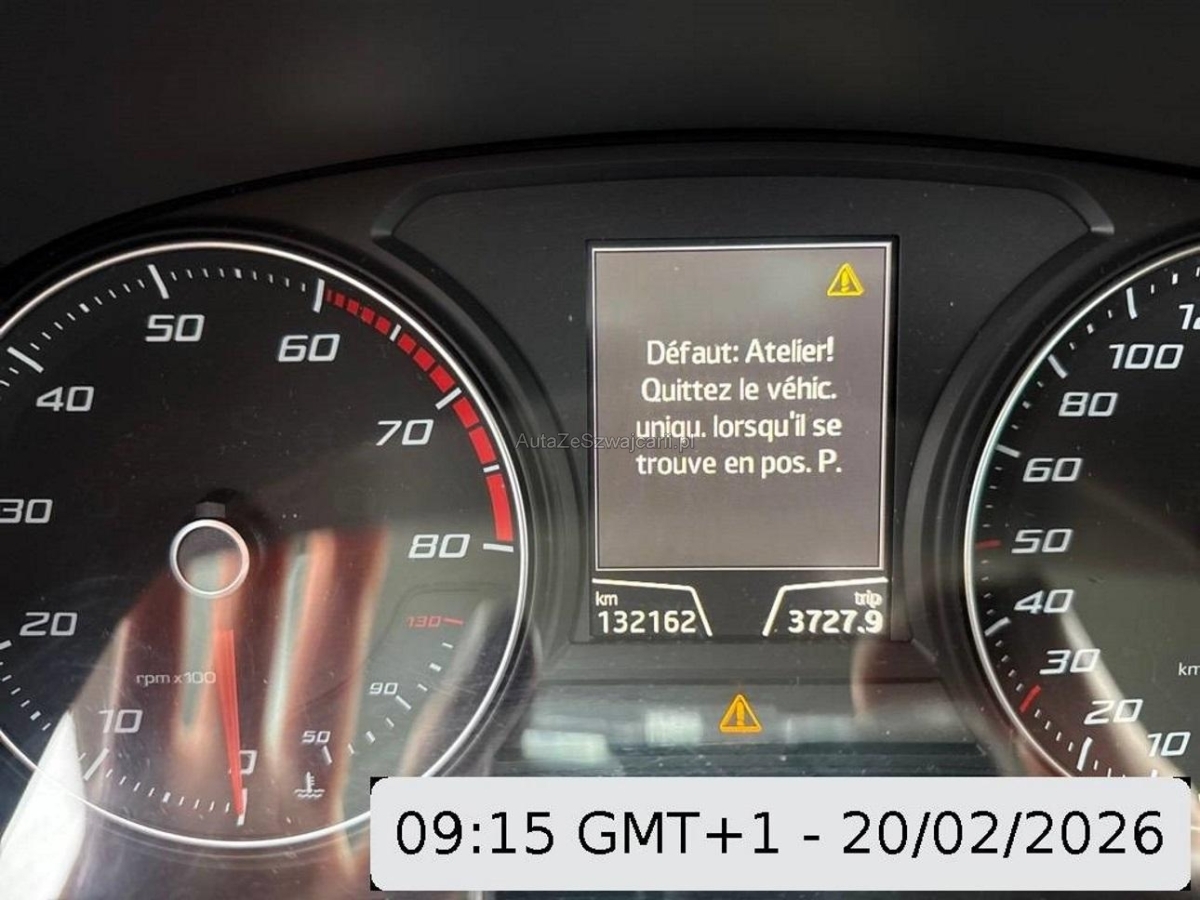 50
60
40
70
30
80
20
130
rpm x100
90
10
50
0
Défaut: Atelier!
Quittez le véhic.
uniqu. lorsqu'il se
trouve en pos. P.
AutaZeSzwajcarii.pl
km
132162
trip
3727.9
100
80
60
50
40
30
20
10
09:15 GMT+1 - 20/02/2026